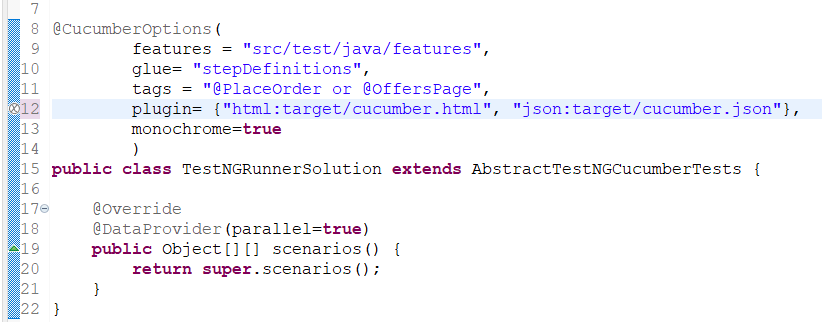 7
8 @CucumberOptions(
9         features = "src/test/java/features",
10         glue= "stepDefinitions",
11         tags = "@PlaceOrder or @OffersPage",
12         plugin= {"html:target/cucumber.html", "json:target/cucumber.json"},
13         monochrome=true
14         )
15 public class TestNGRunnerSolution extends AbstractTestNGCucumberTests {
16
17     @Override
18     @DataProvider(parallel=true)
19     public Object[][] scenarios() {
20         return super.scenarios();
21     }
22 }